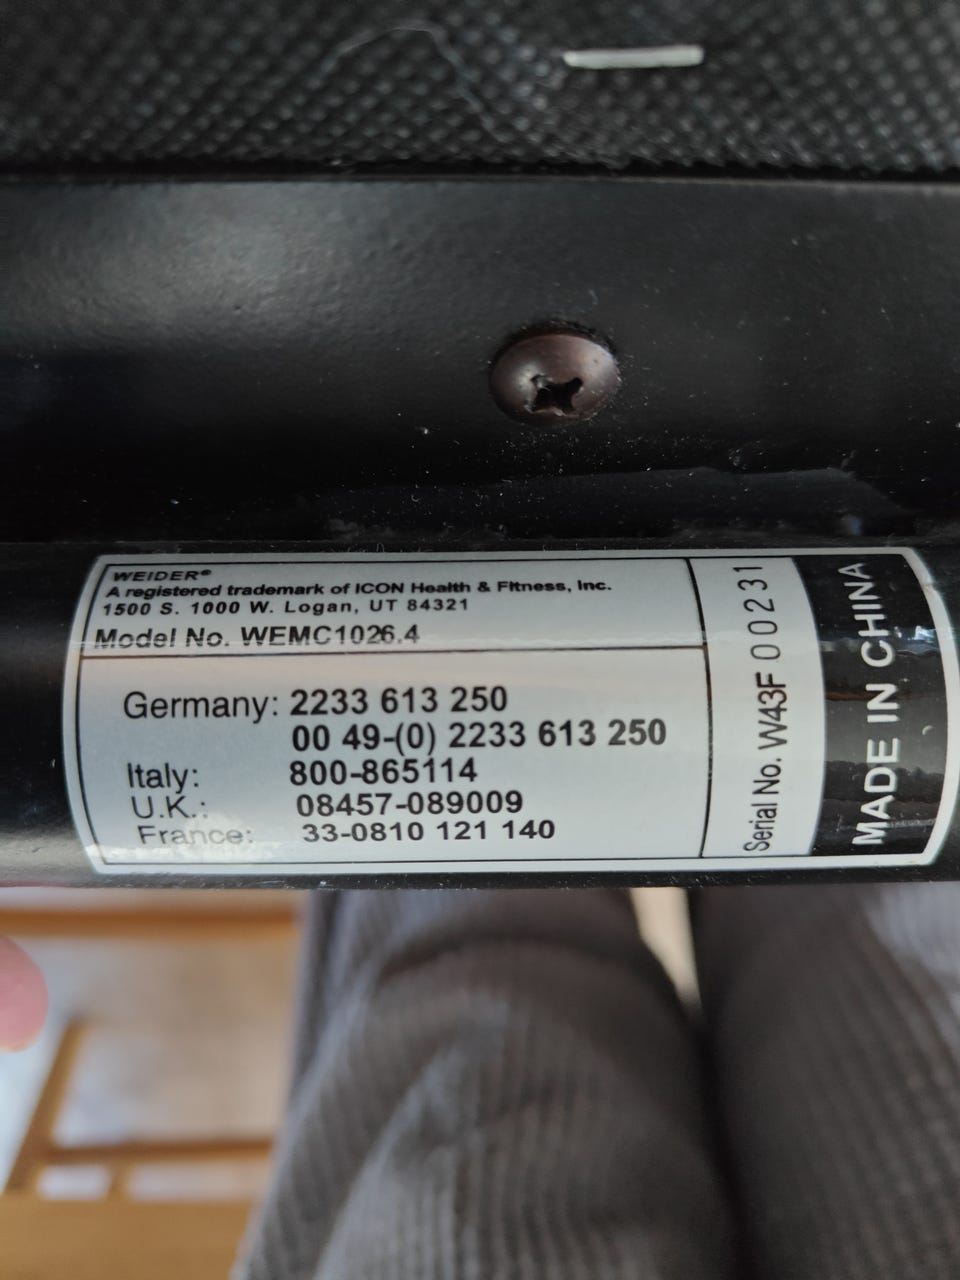 WEIDER®
A registered trademark of ICON Health & Fitness, Inc.
1500 S. 1000 W. Logan, UT 84321
Model No. WEMC1026.4
Germany: 2233 613 250
00 49-(0) 2233 613 250
Italy: 800-865114
U.K.: 08457-089009
France: 33-0810 121 140
Serial No. W43F 00231
MADE IN CHINA